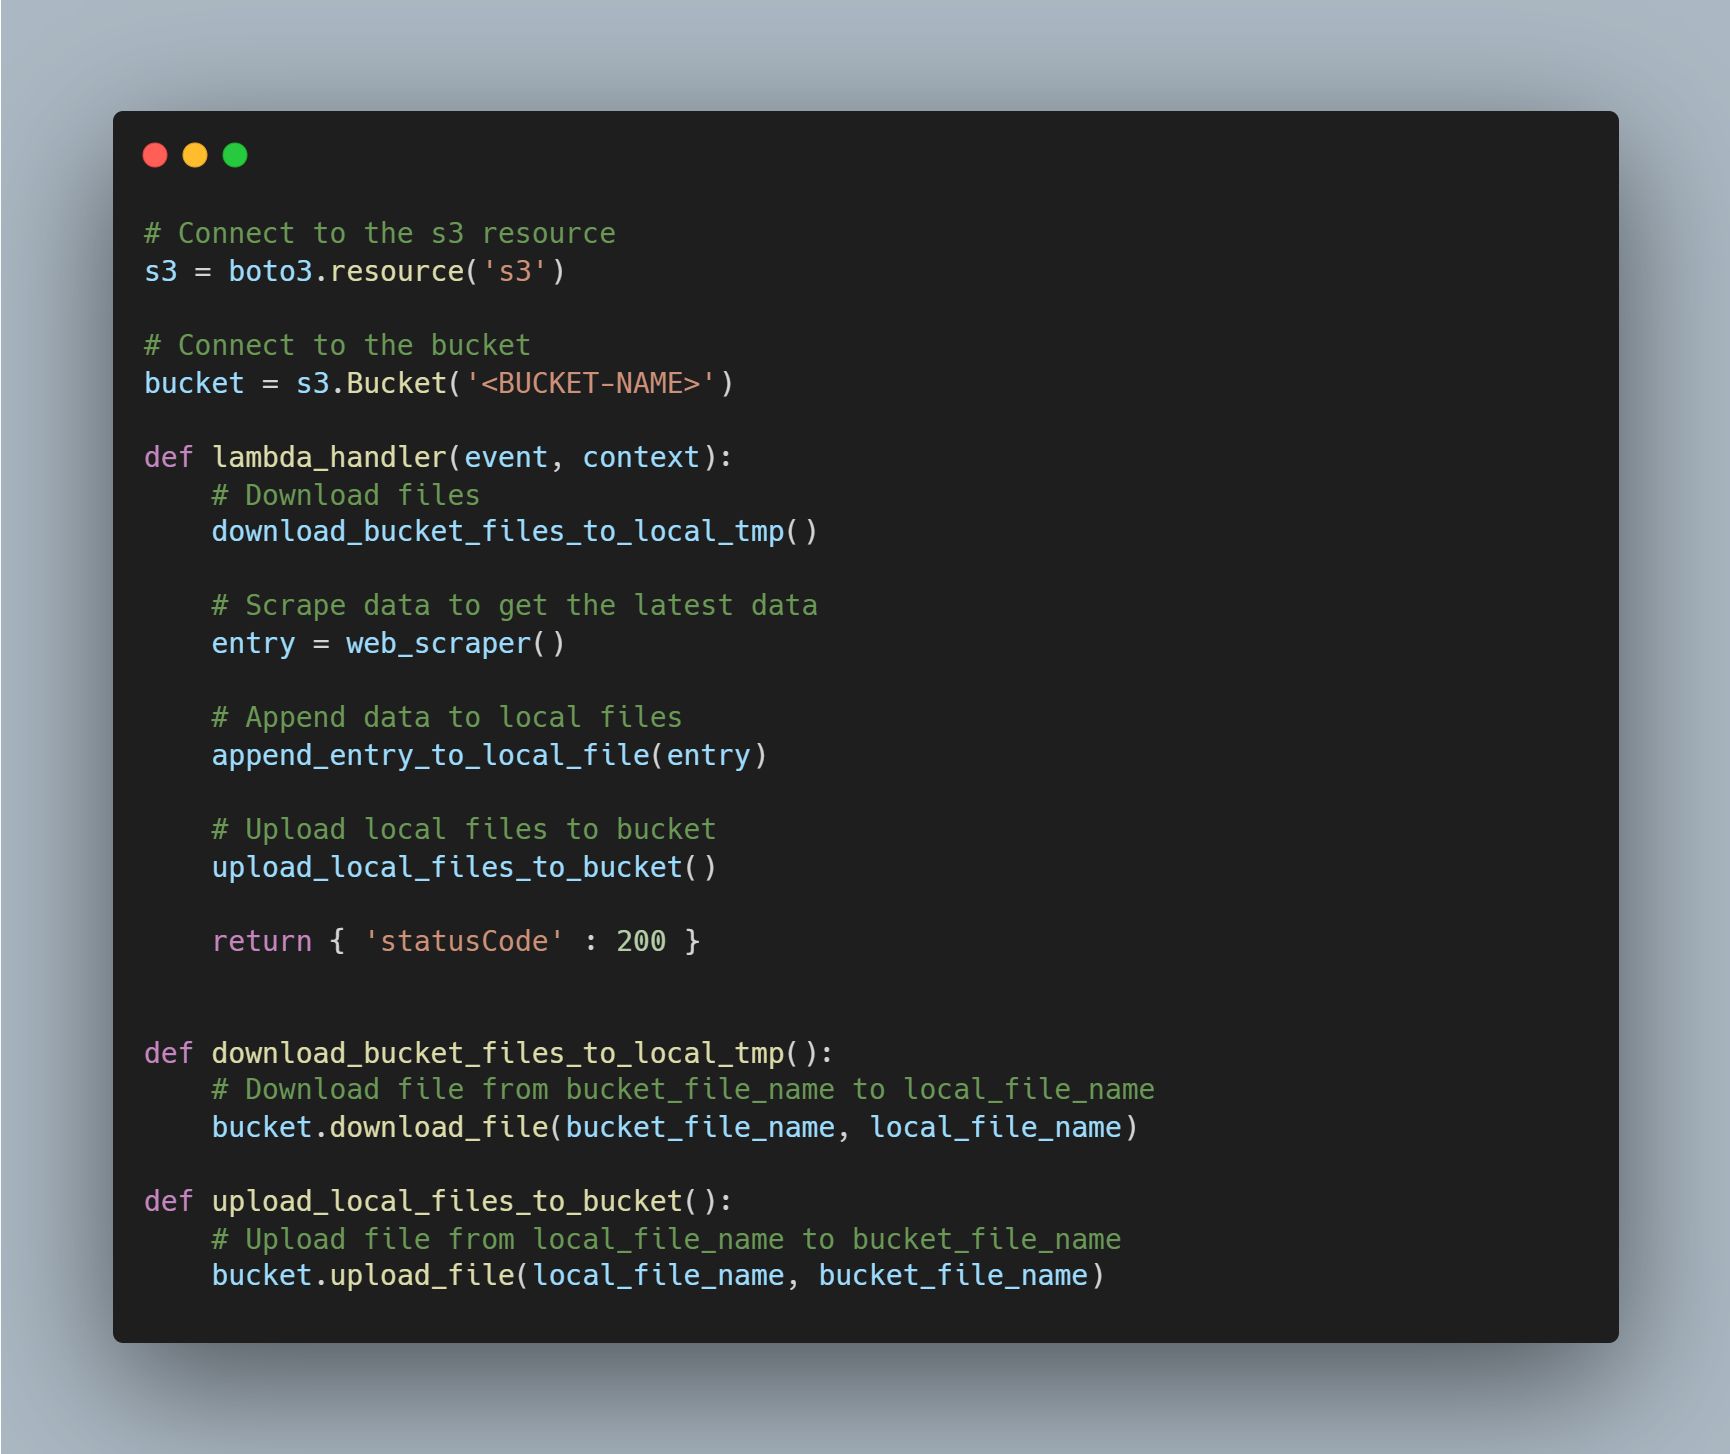 # Connect to the s3 resource
s3 = boto3.resource('s3')
# Connect to the bucket
bucket = s3.Bucket('<BUCKET-NAME>')
def lambda_handler(event, context):
    # Download files
    download_bucket_files_to_local_tmp()
    # Scrape data to get the latest data
    entry = web_scraper()
    # Append data to local files
    append_entry_to_local_file(entry)
    # Upload local files to bucket
    upload_local_files_to_bucket()
    return { 'statusCode' : 200 }
def download_bucket_files_to_local_tmp():
    # Download file from bucket_file_name to local_file_name
    bucket.download_file(bucket_file_name, local_file_name)
def upload_local_files_to_bucket():
    # Upload file from local_file_name to bucket_file_name
    bucket.upload_file(local_file_name, bucket_file_name)